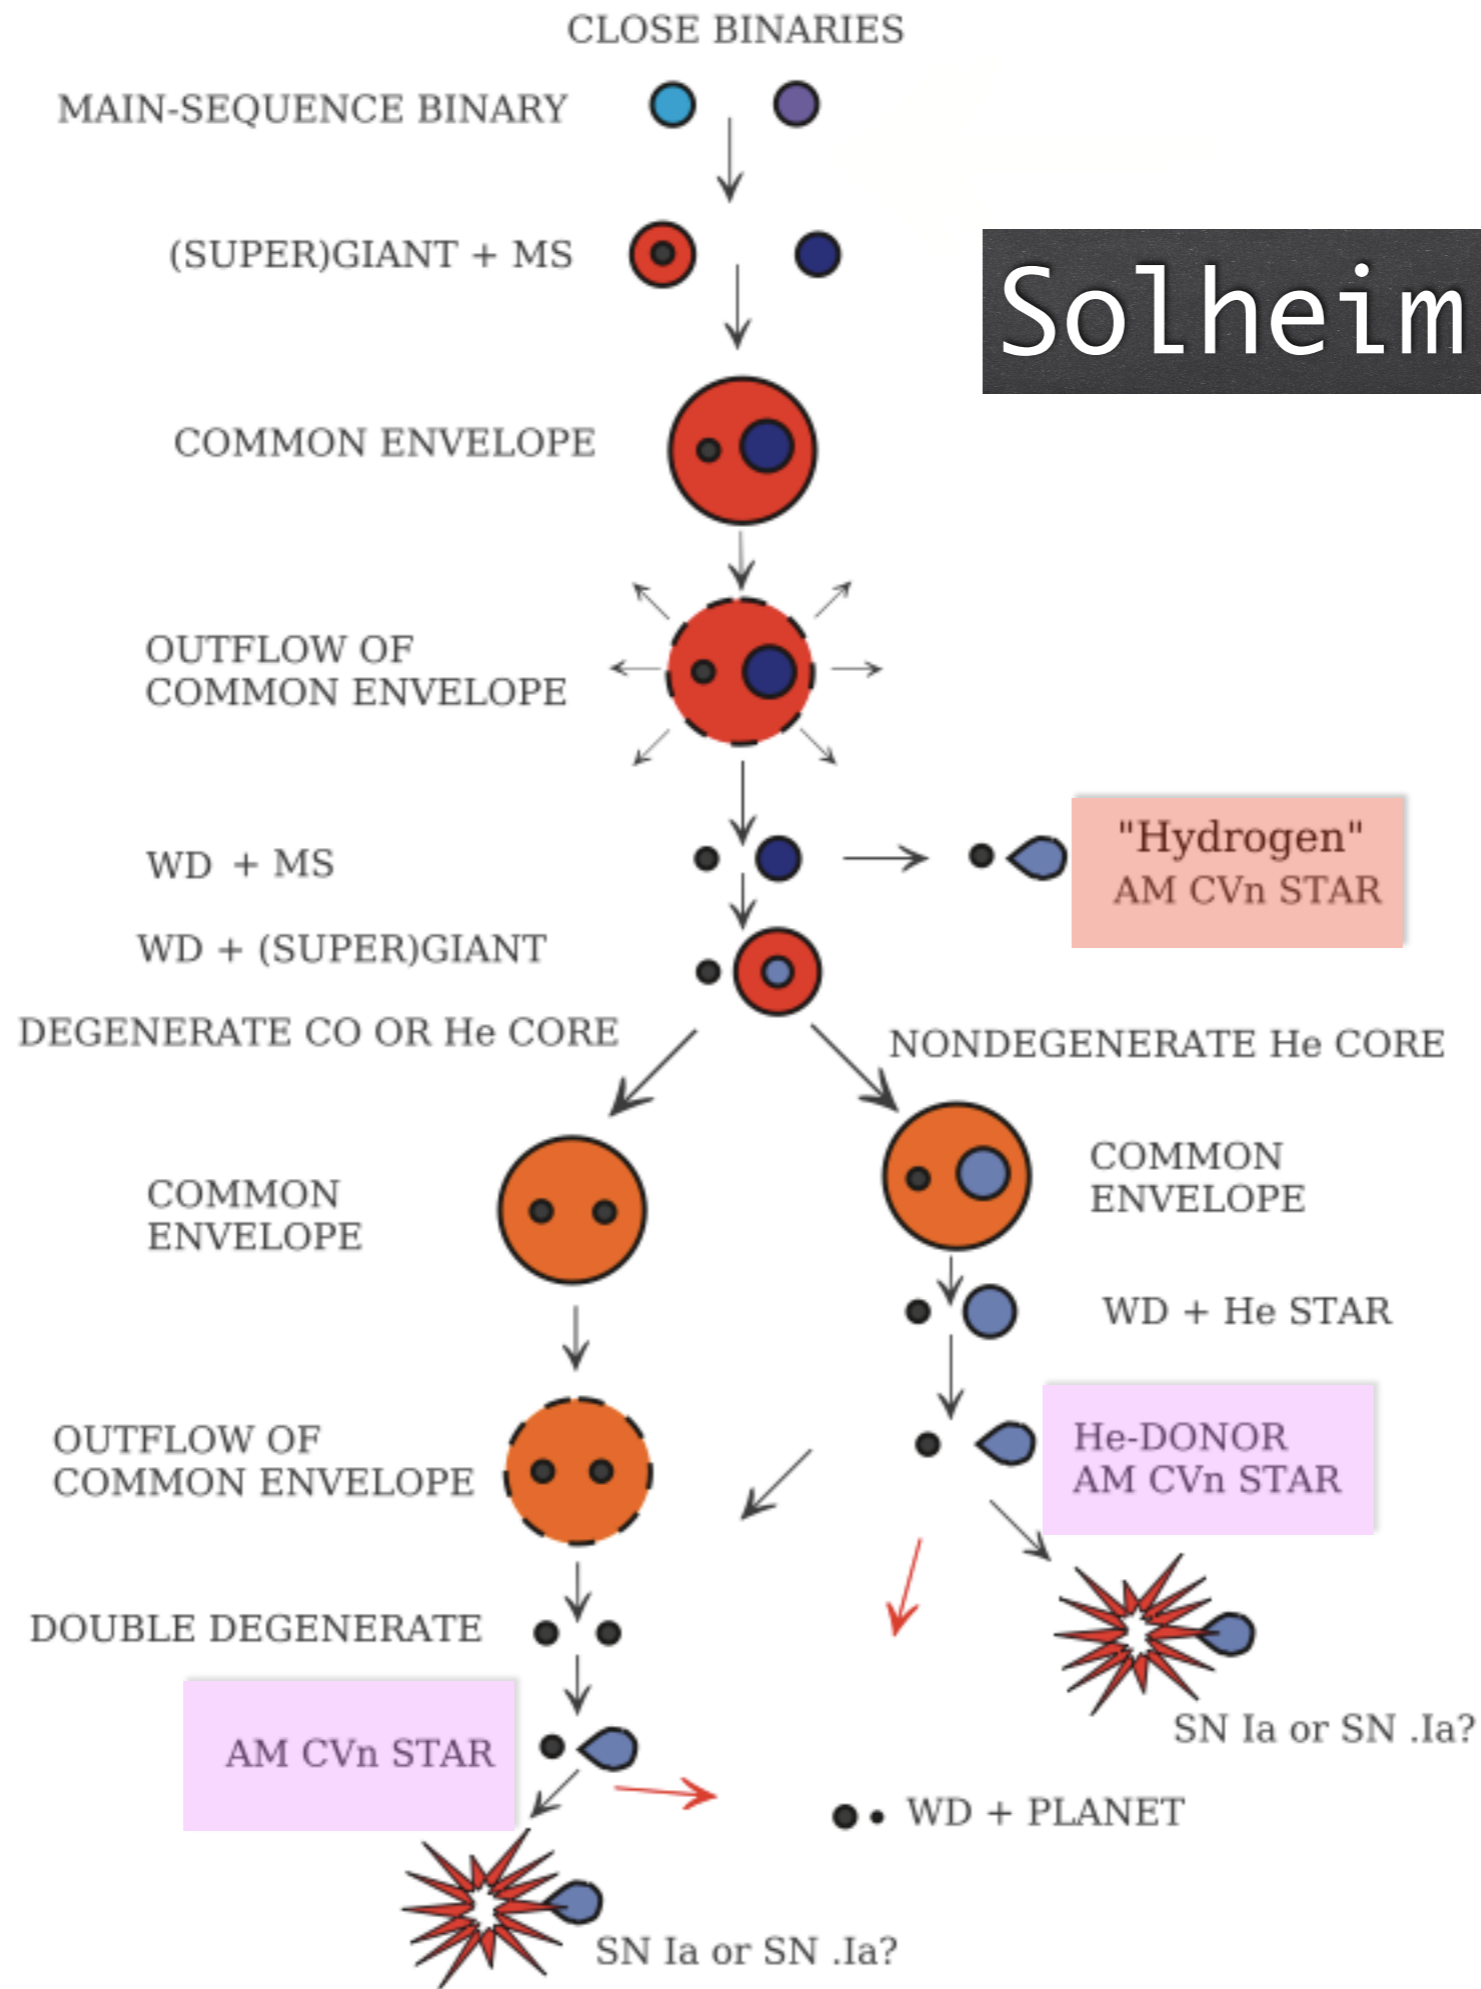 CLOSE BINARIES
MAIN-SEQUENCE BINARY
(SUPER)GIANT + MS
Solheim
COMMON ENVELOPE
OUTFLOW OF
COMMON ENVELOPE
WD + MS
"Hydrogen"
AM CVn STAR
WD + (SUPER)GIANT
DEGENERATE CO OR He CORE
NONDEGENERATE He CORE
COMMON
ENVELOPE
COMMON
ENVELOPE
WD + He STAR
OUTFLOW OF
COMMON ENVELOPE
He-DONOR
AM CVn STAR
DOUBLE DEGENERATE
SN Ia or SN .Ia?
AM CVn STAR
WD + PLANET
SN Ia or SN .Ia?